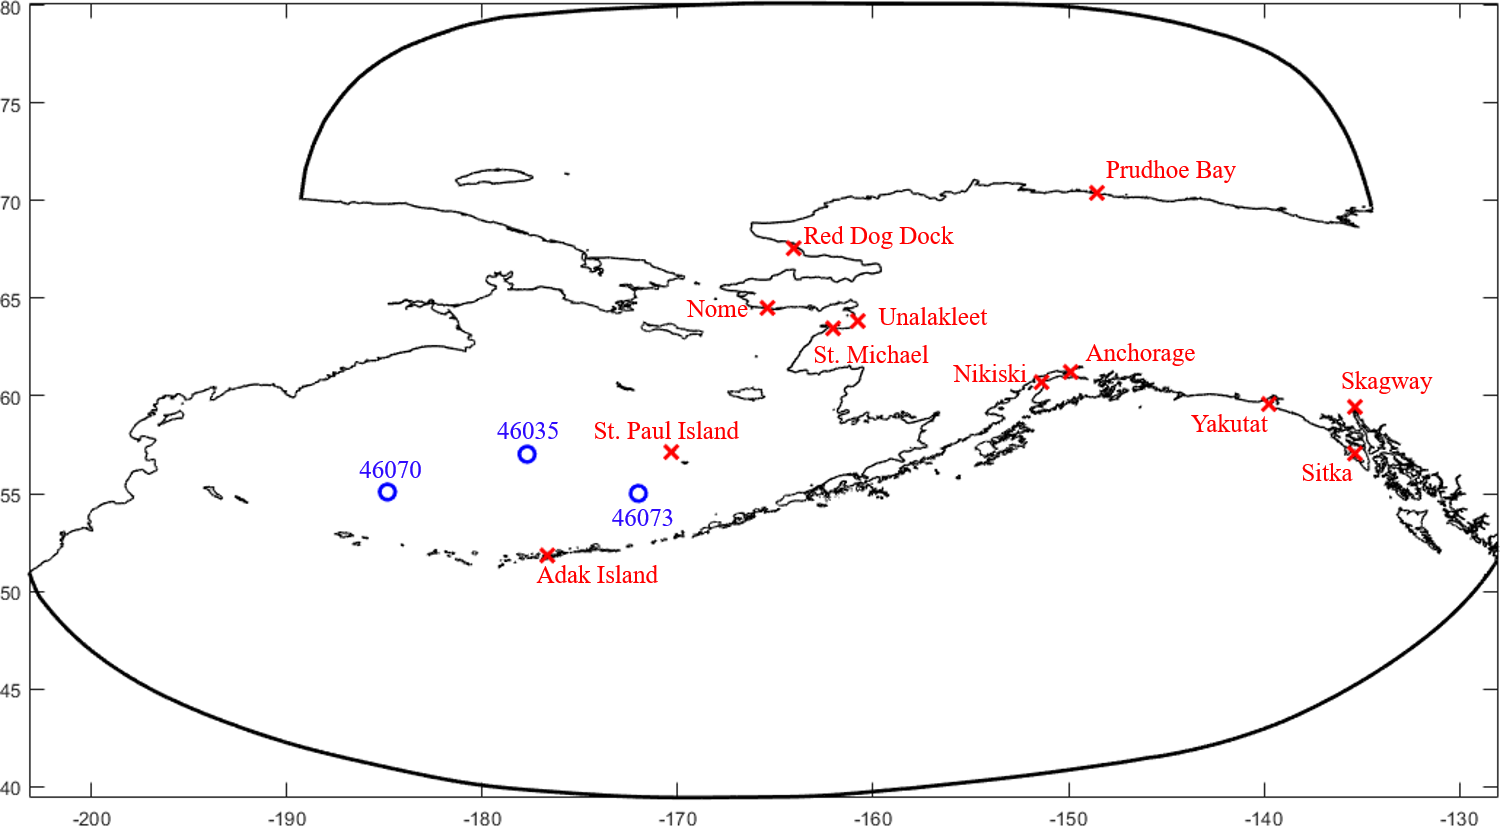 80
75
Prudhoe Bay
70
Red Dog Dock
65
Nome
Unalakleet
St. Michael
Anchorage
Nikiski
Skagway
60
Yakutat
46035
St. Paul Island
46070
Sitka
55
46073
Adak Island
50
45
40
-200
-190
-180
-170
-160
-150
-140
-130